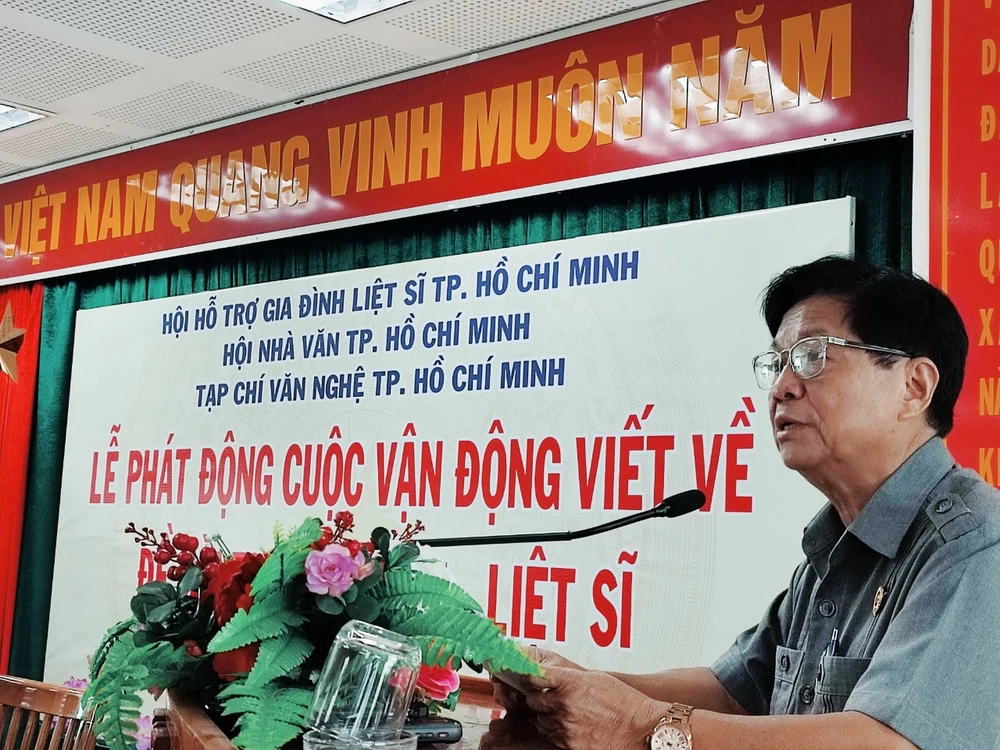 VIỆT NAM QUANG VINH MUÔN NĂM
HỘI HỖ TRỢ GIA ĐÌNH LIỆT SĨ TP. HỒ CHÍ MINH
HỘI NHÀ VĂN TP. HỒ CHÍ MINH
TẠP CHÍ VĂN NGHỆ TP. HỒ CHÍ MINH
LỄ PHÁT ĐỘNG CUỘC VẬN ĐỘNG VIẾT VỀ
LIỆT SĨ